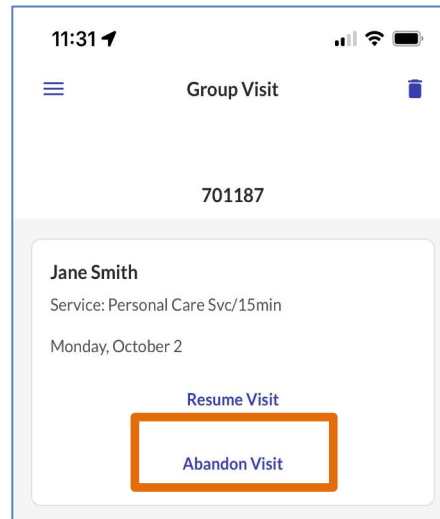 11:31
Group Visit
701187
Jane Smith
Service: Personal Care Svc/15min
Monday, October 2
Resume Visit
Abandon Visit